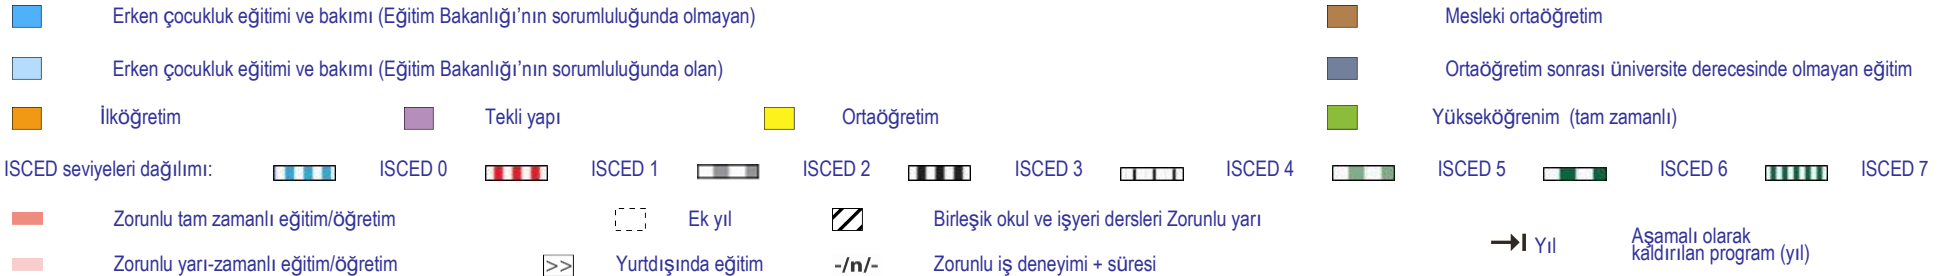 Erken çocukluk eğitimi ve bakımı (Eğitim Bakanlığı’nın sorumluluğunda olmayan) Mesleki ortaöğretim
Erken çocukluk eğitimi ve bakımı (Eğitim Bakanlığı’nın sorumluluğunda olan) Ortaöğretim sonrası üniversite derecesinde olmayan eğitim
İlköğretim Tekli yapı Ortaöğretim Yükseköğrenim (tam zamanlı)
ISCED seviyeleri dağılımı: ISCED 0 ISCED 1 ISCED 2 ISCED 3 ISCED 4 ISCED 5 ISCED 6 ISCED 7
Zorunlu tam zamanlı eğitim/öğretim Ek yıl Birleşik okul ve işyeri dersleri Zorunlu yarı
Yıl Aşamalı olarak
kaldırılan program (yıl)
Zorunlu yarı-zamanlı eğitim/öğretim >> Yurtdışında eğitim -/n/- Zorunlu iş deneyimi + süresi